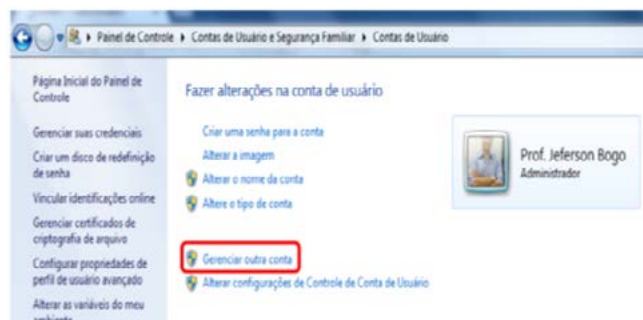 Painel de Controle ▸ Contas de Usuário e Segurança Familiar ▸ Contas de Usuário
Página Inicial do Painel de
Controle
Gerenciar suas credenciais
Criar um disco de redefinição
de senha
Vincular identificações online
Gerenciar certificados de
criptografia de arquivo
Configurar propriedades de
perfil de usuário avançado
Alterar as variáveis do meu
ambiente
Fazer alterações na conta de usuário
Criar uma senha para a conta
Alterar a imagem
Alterar o nome da conta
Altere o tipo de conta
Gerenciar outra conta
Alterar configurações de Controle de Conta de Usuário
Prof. Jeferson Bogo
Administrador